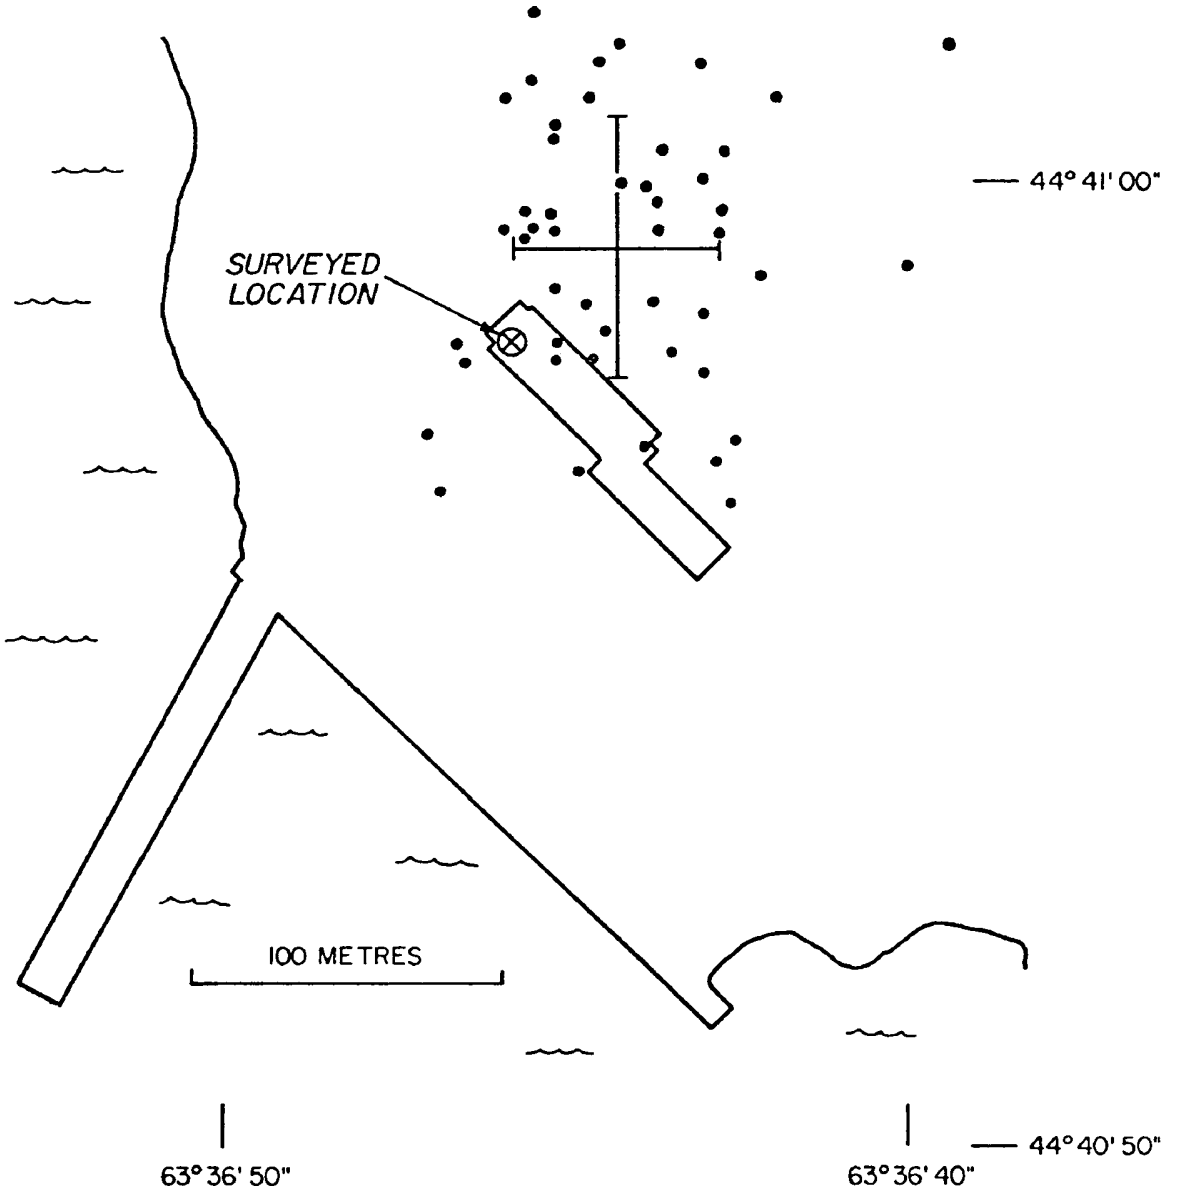 44° 41' 00"
SURVEYED
LOCATION
100 METRES
44° 40' 50"
63° 36' 50"
63° 36' 40"